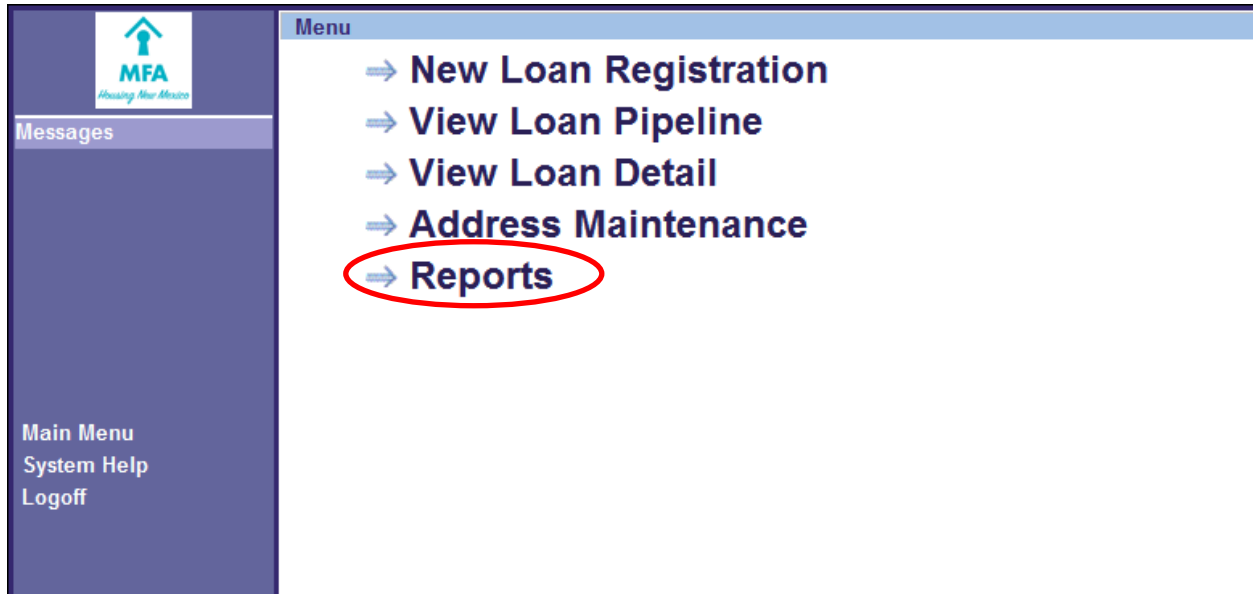 MFA
Housing New Mexico
Messages
Main Menu
System Help
Logoff
Menu
New Loan Registration
View Loan Pipeline
View Loan Detail
Address Maintenance
Reports